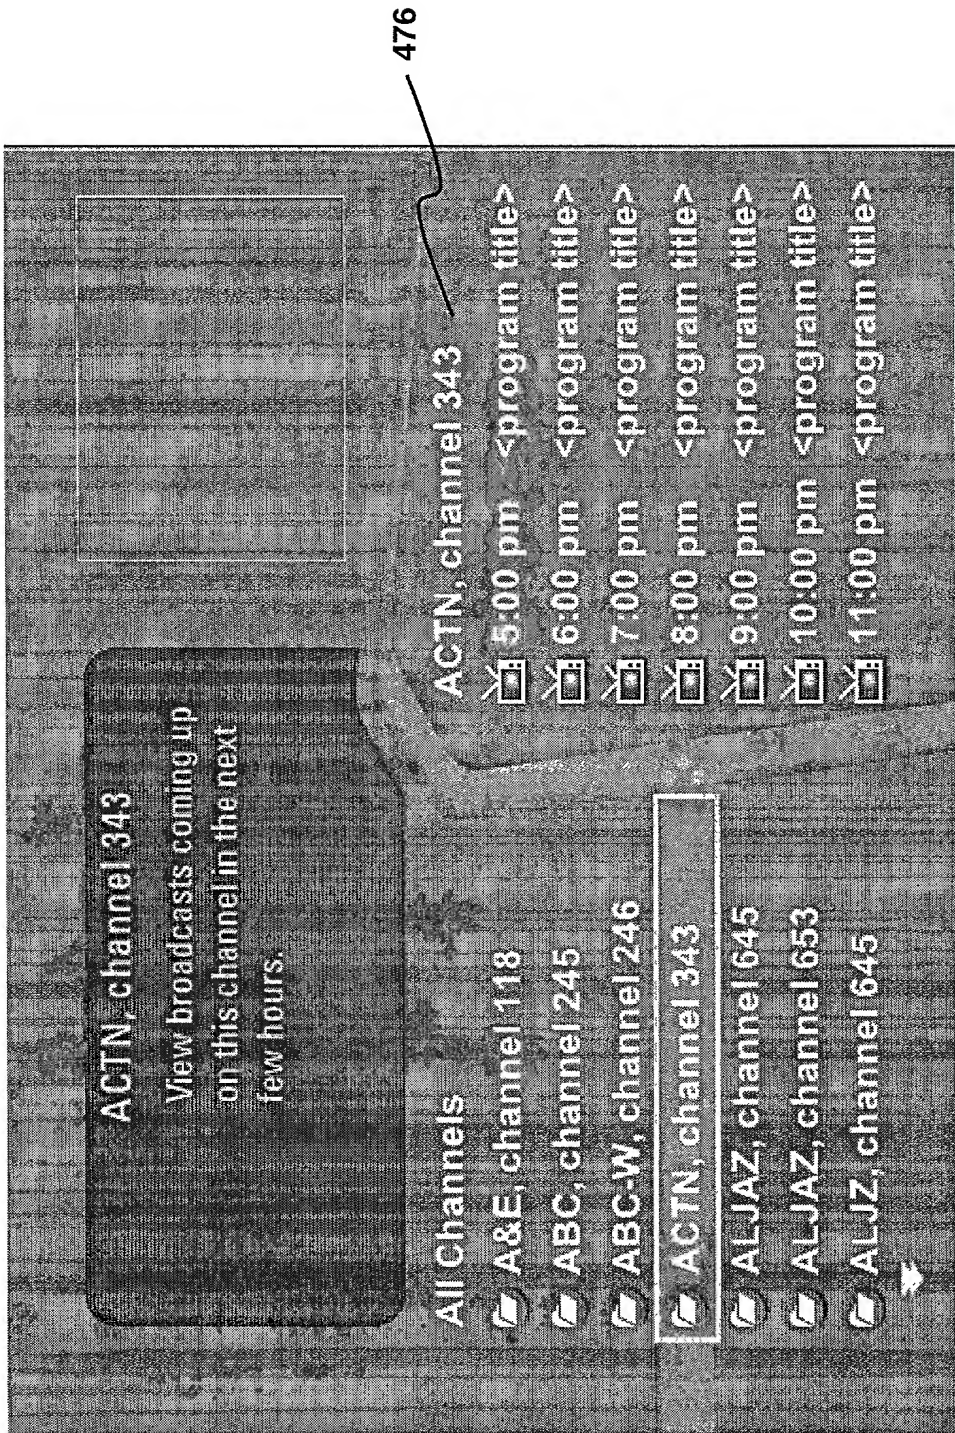 476
ACTN, channel 343
View broadcasts coming up
on this channel in the next
few hours.
All Channels
A&E, channel 118
ABC, channel 245
ABC-W, channel 246
ACTN, channel 343
ALJAZ, channel 645
ALJAZ, channel 653
ALJZ, channel 645
ACTN, channel 343
5:00 pm <program title>
6:00 pm <program title>
7:00 pm <program title>
8:00 pm <program title>
9:00 pm <program title>
10:00 pm <program title>
11:00 pm <program title>